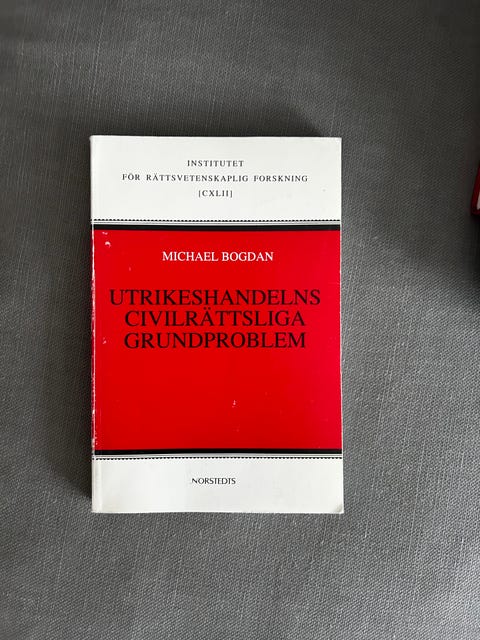 INSTITUTET
FÖR RÄTTSVETENSKAPLIG FORSKNING
[CXLII]
MICHAEL BOGDAN
UTRIKESHANDELNS
CIVILRÄTTSLIGA
GRUNDPROBLEM
NORSTEDTS